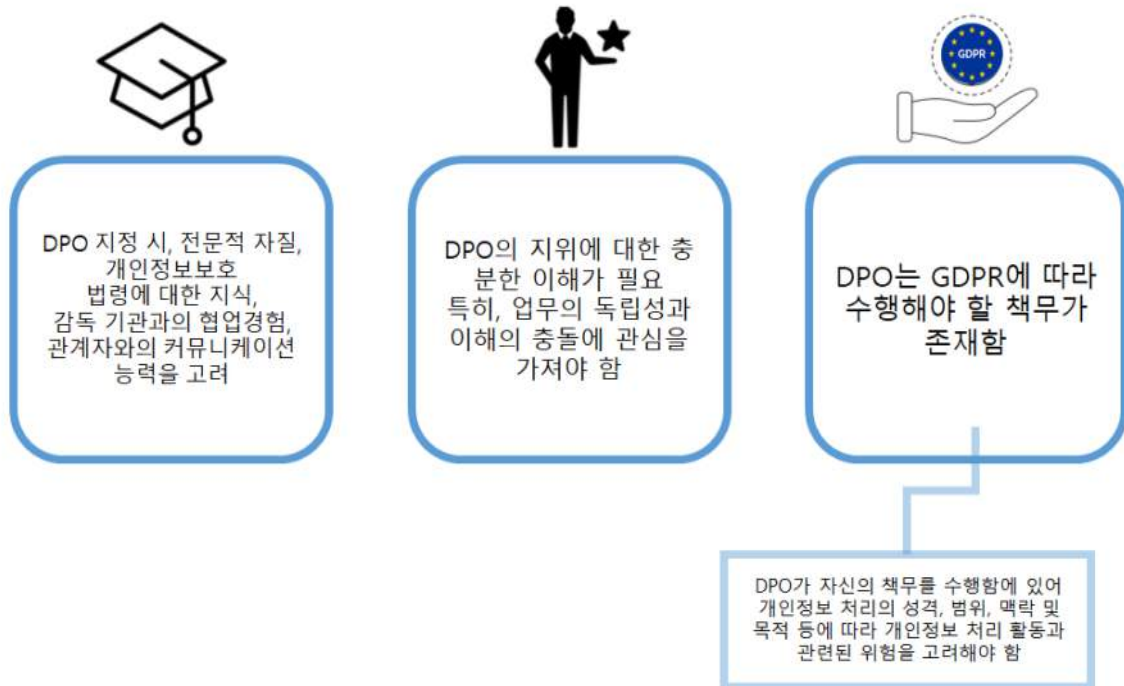 GDPR
DPO 지정 시, 전문적 자질,
개인정보보호
법령에 대한 지식,
감독 기관과의 협업경험,
관계자와의 커뮤니케이션
능력을 고려
DPO의 지위에 대한 충
분한 이해가 필요
특히, 업무의 독립성과
이해의 충돌에 관심을
가져야 함
DPO는 GDPR에 따라
수행해야 할 책무가
존재함
DPO가 자신의 책무를 수행함에 있어
개인정보 처리의 성격, 범위, 맥락 및
목적 등에 따라 개인정보 처리 활동과
관련된 위험을 고려해야 함